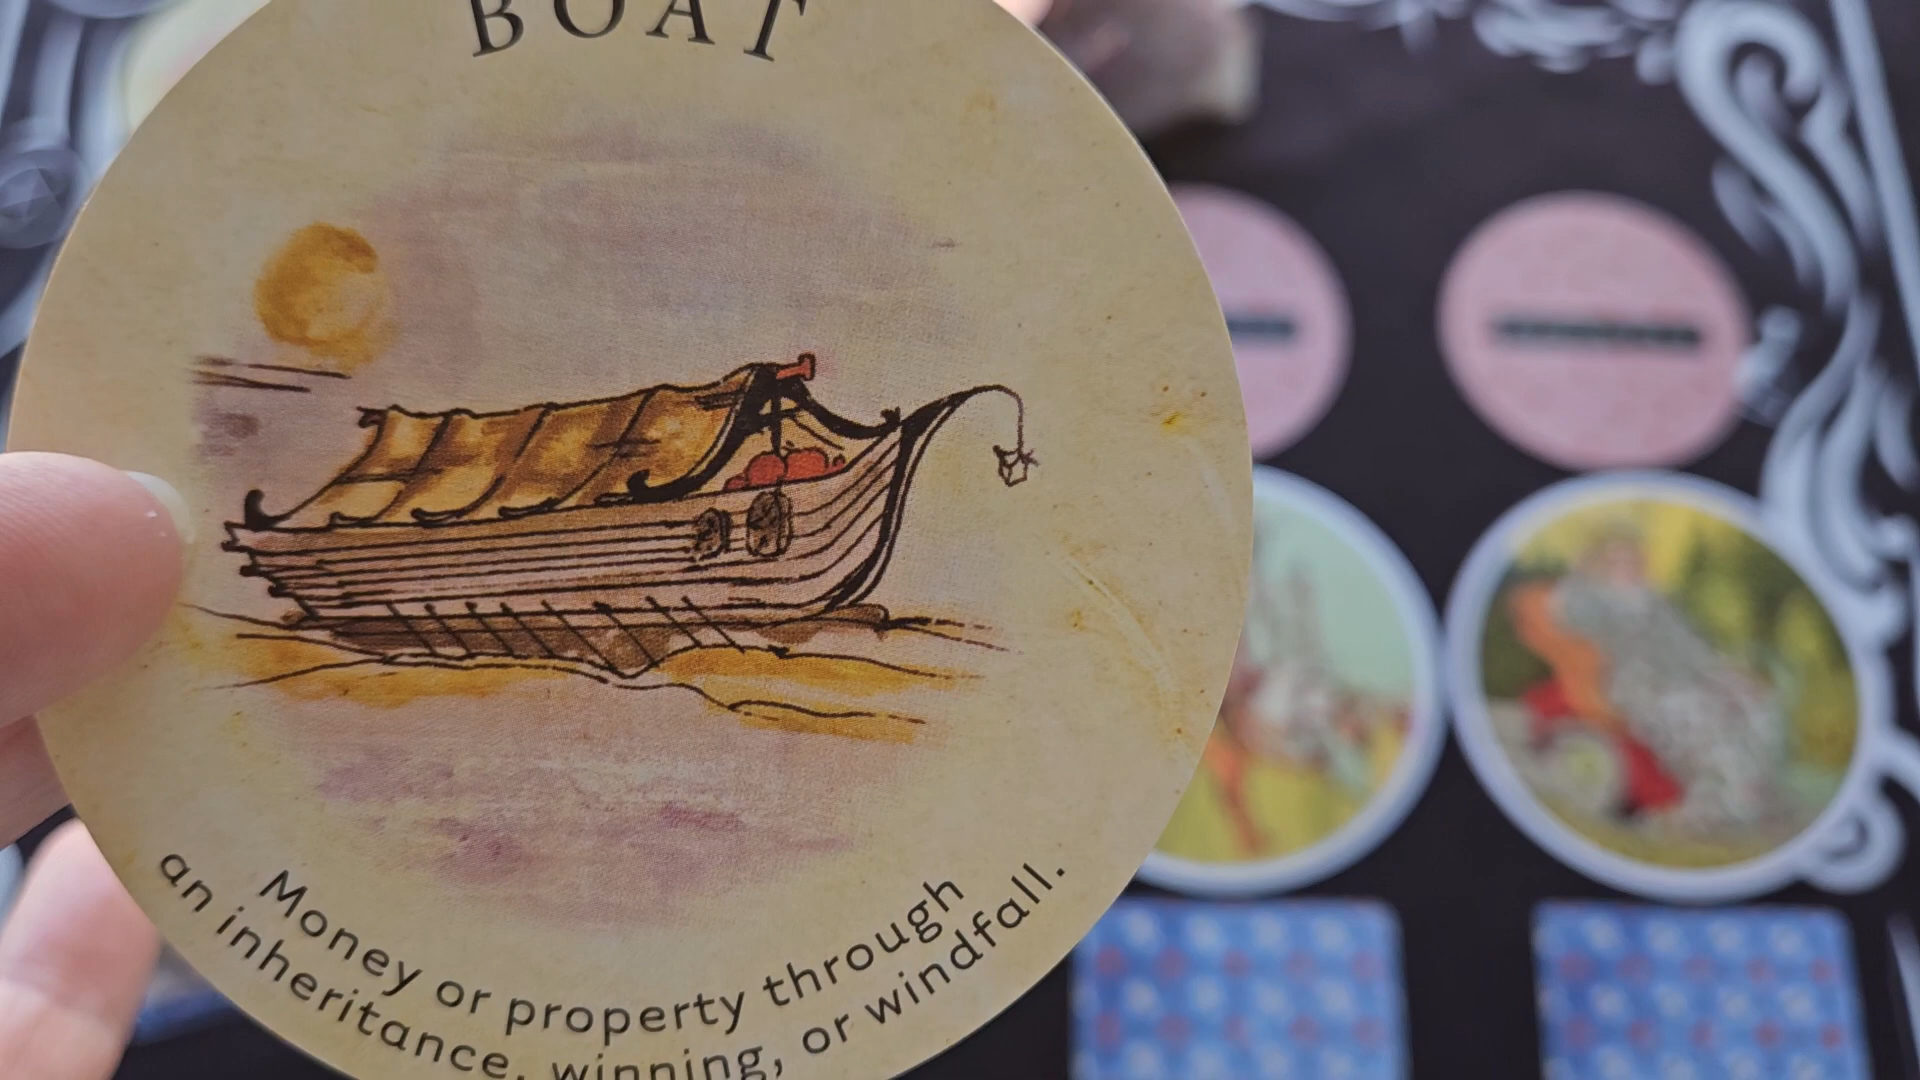 BOAT
Money or property through
an inheritance, winning, or windfall.